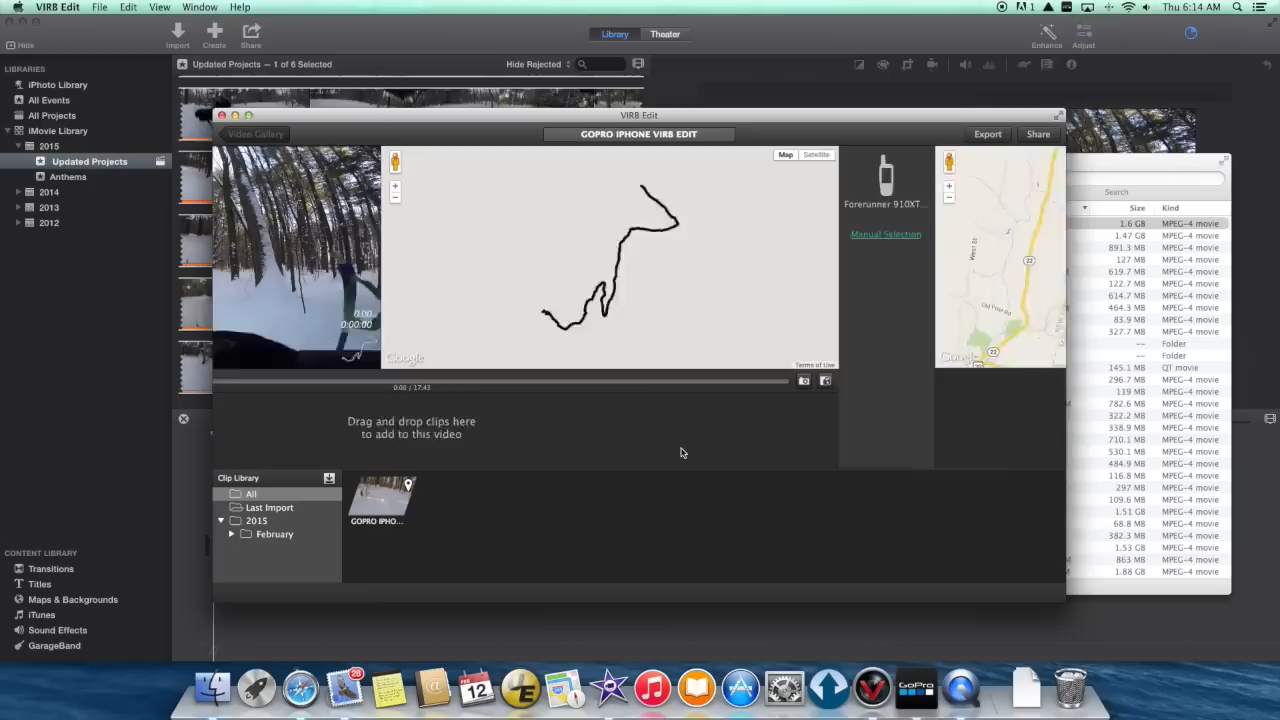 VIRB Edit File Edit View Window Help
1 Thu 6:14 AM
Hide Import Create Share Library Theater Enhance Adjust
LIBRARIES
iPhoto Library
All Events
All Projects
iMovie Library
2015
Updated Projects
Anthems
2014
2013
2012
CONTENT LIBRARY
Transitions
Titles
Maps & Backgrounds
iTunes
Sound Effects
GarageBand
Updated Projects — 1 of 6 Selected Hide Rejected
VIRB Edit
Video Gallery GOPRO IPHONE VIRB EDIT Export Share
0:00
0:00:00
Map Satellite
+
−
Google
Terms of Use
Forerunner 910XT...
Manual Selection
+
−
West St
22
Old Post Rd
22
Google
0:00 / 17:43
Drag and drop clips here
to add to this video
Clip Library
All
Last Import
2015
February
GOPRO IPHO...
Search
Size Kind
1.6 GB MPEG-4 movie
1.47 GB MPEG-4 movie
891.3 MB MPEG-4 movie
127 MB MPEG-4 movie
619.7 MB MPEG-4 movie
122.7 MB MPEG-4 movie
614.7 MB MPEG-4 movie
464.3 MB MPEG-4 movie
83.9 MB MPEG-4 movie
327.7 MB MPEG-4 movie
-- Folder
-- Folder
145.1 MB QT movie
296.7 MB MPEG-4 movie
119 MB MPEG-4 movie
782.6 MB MPEG-4 movie
322.2 MB MPEG-4 movie
338.9 MB MPEG-4 movie
710.1 MB MPEG-4 movie
530.1 MB MPEG-4 movie
484.9 MB MPEG-4 movie
116.8 MB MPEG-4 movie
297 MB MPEG-4 movie
109.6 MB MPEG-4 movie
1.51 GB MPEG-4 movie
68.8 MB MPEG-4 movie
382.3 MB MPEG-4 movie
1.53 GB MPEG-4 movie
863 MB MPEG-4 movie
1.88 GB MPEG-4 movie
28
FEB
12
GoPro